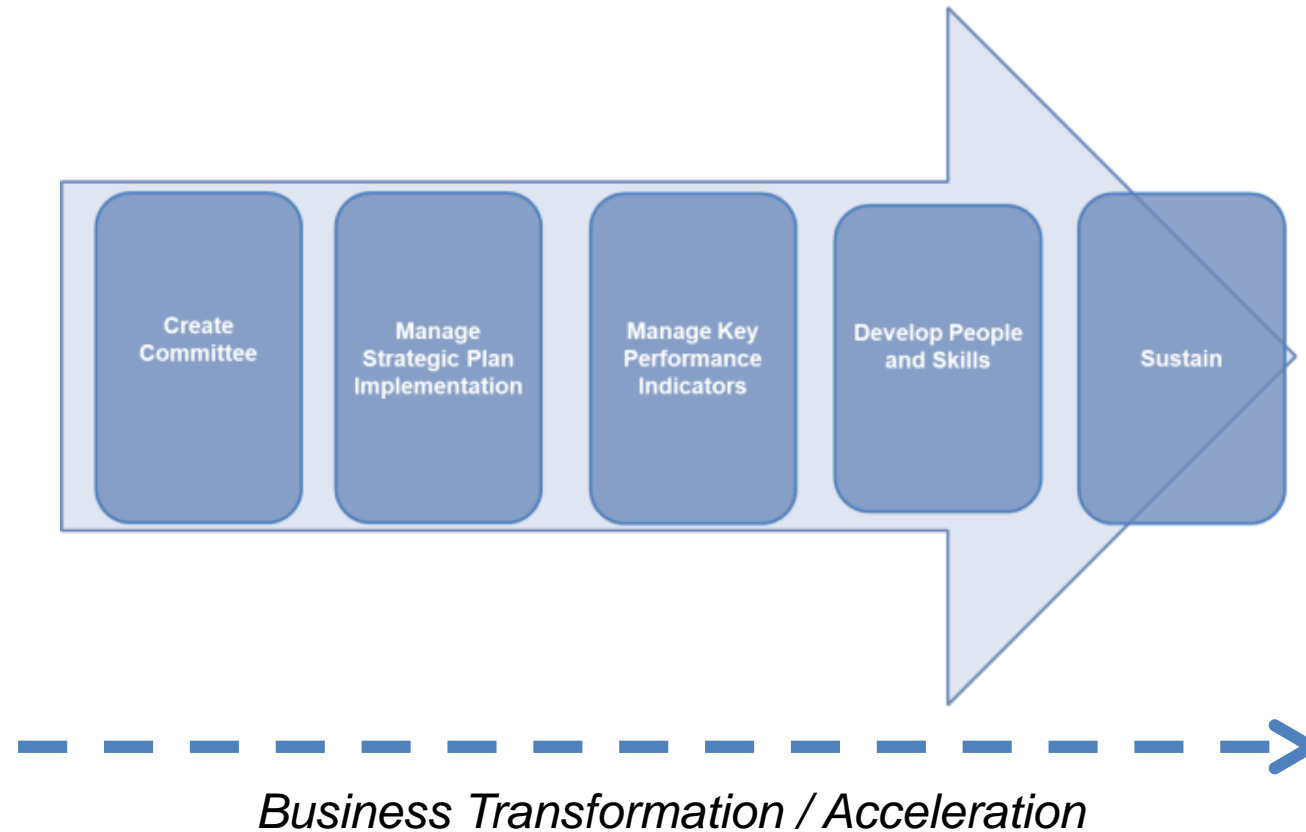 Create
Committee
Manage
Strategic Plan
Implementation
Manage Key
Performance
Indicators
Develop People
and Skills
Sustain
Business Transformation / Acceleration